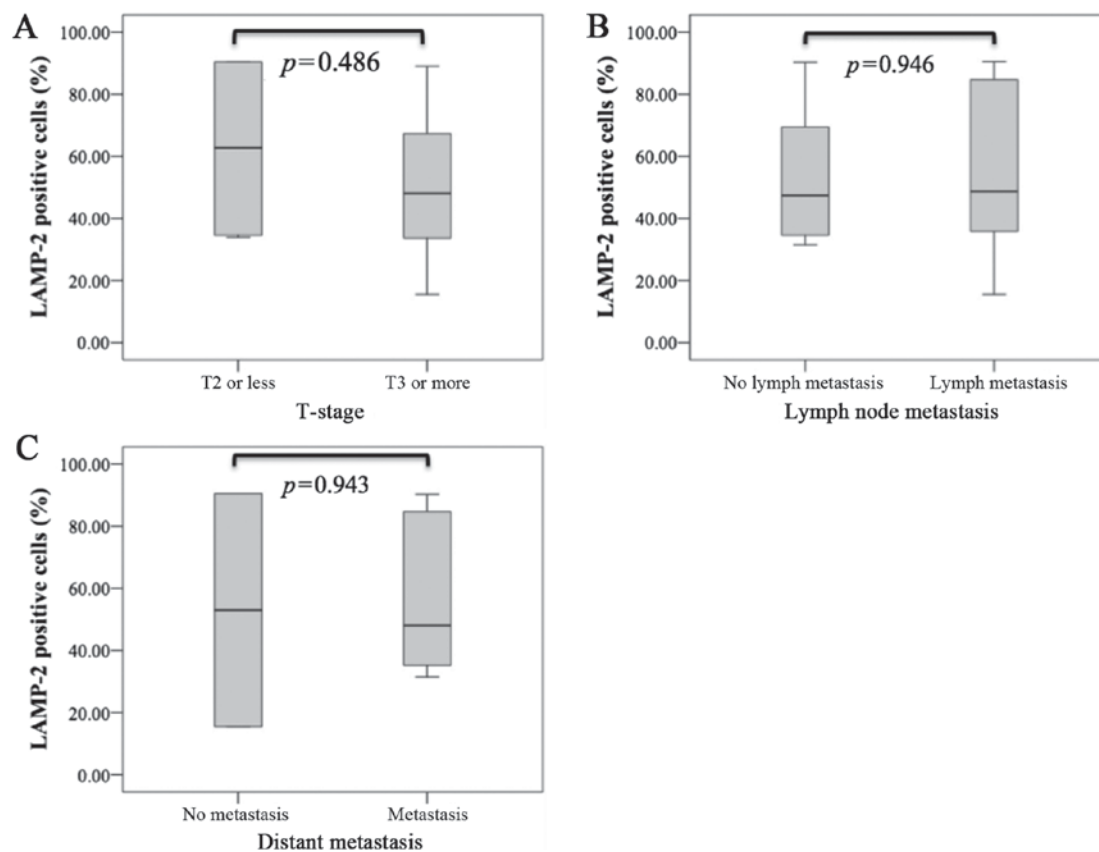 A
LAMP-2 positive cells (%)
100.00
80.00
60.00
40.00
20.00
0.00
p=0.486
T2 or less
T3 or more
T-stage
B
LAMP-2 positive cells (%)
100.00
80.00
60.00
40.00
20.00
0.00
p=0.946
No lymph metastasis
Lymph metastasis
Lymph node metastasis
C
LAMP-2 positive cells (%)
100.00
80.00
60.00
40.00
20.00
0.00
p=0.943
No metastasis
Metastasis
Distant metastasis